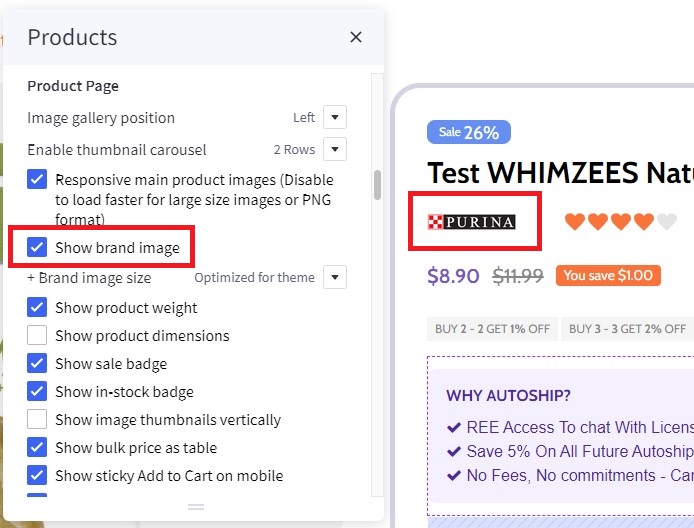 Products
Product Page
Image gallery position Left
Enable thumbnail carousel 2 Rows
Responsive main product images (Disable
to load faster for large size images or PNG
format)
Show brand image
+ Brand image size Optimized for theme
Show product weight
Show product dimensions
Show sale badge
Show in-stock badge
Show image thumbnails vertically
Show bulk price as table
Show sticky Add to Cart on mobile
Sale 26%
Test WHIMZEES Natu
PURINA
$8.90 $11.99 You save $1.00
BUY 2 - 2 GET 1% OFF BUY 3 - 3 GET 2% OFF
WHY AUTOSHIP?
REE Access To chat With Licens
Save 5% On All Future Autoship
No Fees, No commitments - Can